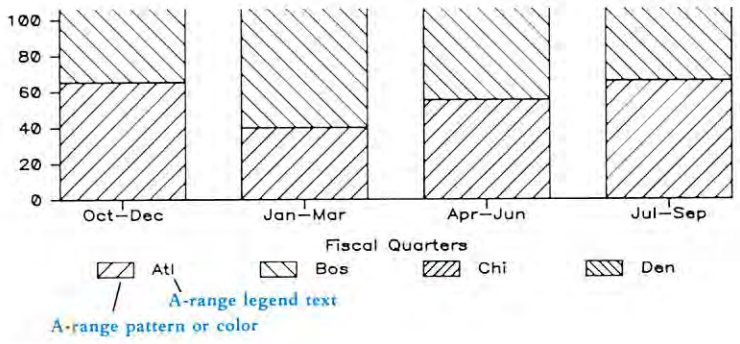 100
80
60
40
20
0
Oct–Dec Jan–Mar Apr–Jun Jul–Sep
Fiscal Quarters
Atl Bos Chi Den
A-range legend text
A-range pattern or color